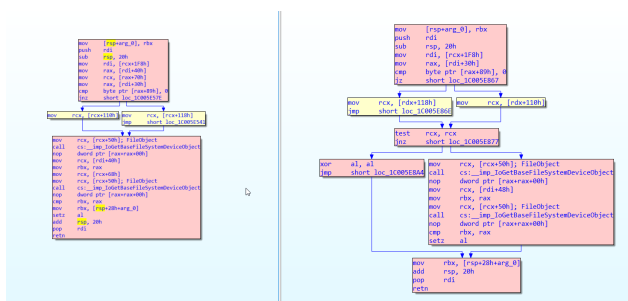 mov [rsp+arg_0], rbx
push rdi
sub rsp, 20h
mov rdi, [rcx+1F8h]
mov rax, [rdi+40h]
mov rcx, [rax+70h]
mov rax, [rdi+30h]
cmp byte ptr [rax+89h], 0
jnz short loc_1C005E57E
mov rcx, [rcx+110h]
mov rcx, [rcx+118h]
jmp short loc_1C005E541
mov rcx, [rcx+50h]; FileObject
call cs:__imp_IoGetBaseFileSystemDeviceObject
nop dword ptr [rax+rax+00h]
mov rcx, [rdi+48h]
mov rbx, rax
mov rcx, [rcx+68h]
mov rcx, [rcx+50h]; FileObject
call cs:__imp_IoGetBaseFileSystemDeviceObject
nop dword ptr [rax+rax+00h]
cmp rbx, rax
mov rbx, [rsp+28h+arg_0]
setz al
add rsp, 20h
pop rdi
retn
mov [rsp+arg_0], rbx
push rdi
sub rsp, 20h
mov rdi, [rcx+1F8h]
mov rax, [rdi+30h]
cmp byte ptr [rax+89h], 0
jz short loc_1C005E867
mov rcx, [rdx+118h]
jmp short loc_1C005E86E
mov rcx, [rdx+110h]
test rcx, rcx
jnz short loc_1C005E877
xor al, al
jmp short loc_1C005E8A4
mov rcx, [rcx+50h]; FileObject
call cs:__imp_IoGetBaseFileSystemDeviceObject
nop dword ptr [rax+rax+00h]
mov rcx, [rdi+48h]
mov rbx, rax
mov rcx, [rcx+50h]; FileObject
call cs:__imp_IoGetBaseFileSystemDeviceObject
nop dword ptr [rax+rax+00h]
cmp rbx, rax
setz al
mov rbx, [rsp+28h+arg_0]
add rsp, 20h
pop rdi
retn